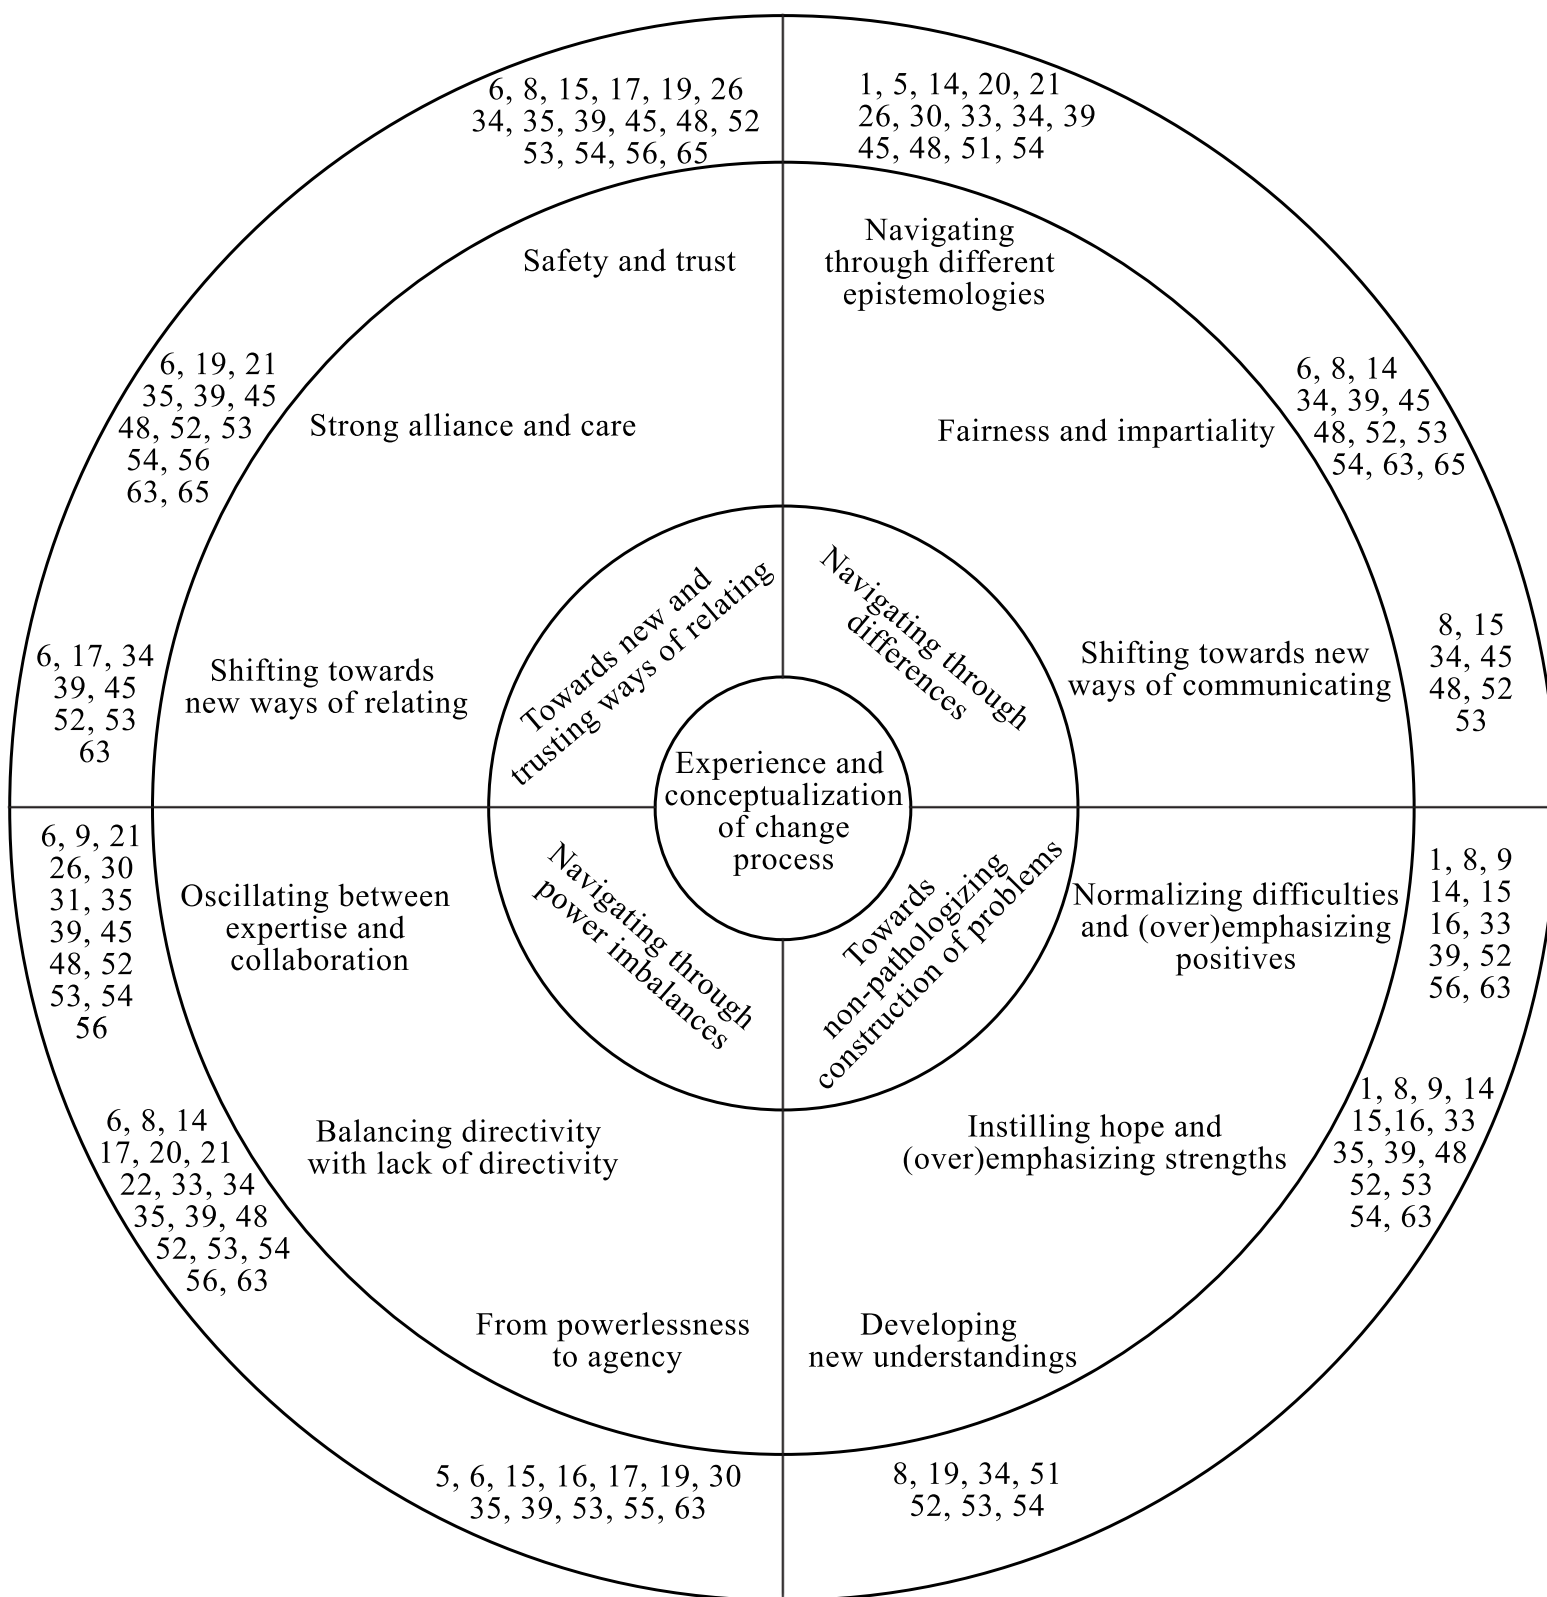 6, 8, 15, 17, 19, 26
34, 35, 39, 45, 48, 52
53, 54, 56, 65
1, 5, 14, 20, 21
26, 30, 33, 34, 39
45, 48, 51, 54
Safety and trust
Navigating
through different
epistemologies
6, 19, 21
35, 39, 45
48, 52, 53
54, 56
63, 65
Strong alliance and care
Fairness and impartiality
6, 8, 14
34, 39, 45
48, 52, 53
54, 63, 65
6, 17, 34
39, 45
52, 53
63
Shifting towards
new ways of relating
Towards new and
trusting ways of relating
Navigating through
differences
Shifting towards new
ways of communicating
8, 15
34, 45
48, 52
53
Experience and
conceptualization
of change
process
6, 9, 21
26, 30
31, 35
39, 45
48, 52
53, 54
56
Oscillating between
expertise and
collaboration
Navigating through
power imbalances
Towards
non-pathologizing
construction of problems
Normalizing difficulties
and (over)emphasizing
positives
1, 8, 9
14, 15
16, 33
39, 52
56, 63
6, 8, 14
17, 20, 21
22, 33, 34
35, 39, 48
52, 53, 54
56, 63
Balancing directivity
with lack of directivity
Instilling hope and
(over)emphasizing strengths
1, 8, 9, 14
15,16, 33
35, 39, 48
52, 53
54, 63
From powerlessness
to agency
Developing
new understandings
5, 6, 15, 16, 17, 19, 30
35, 39, 53, 55, 63
8, 19, 34, 51
52, 53, 54